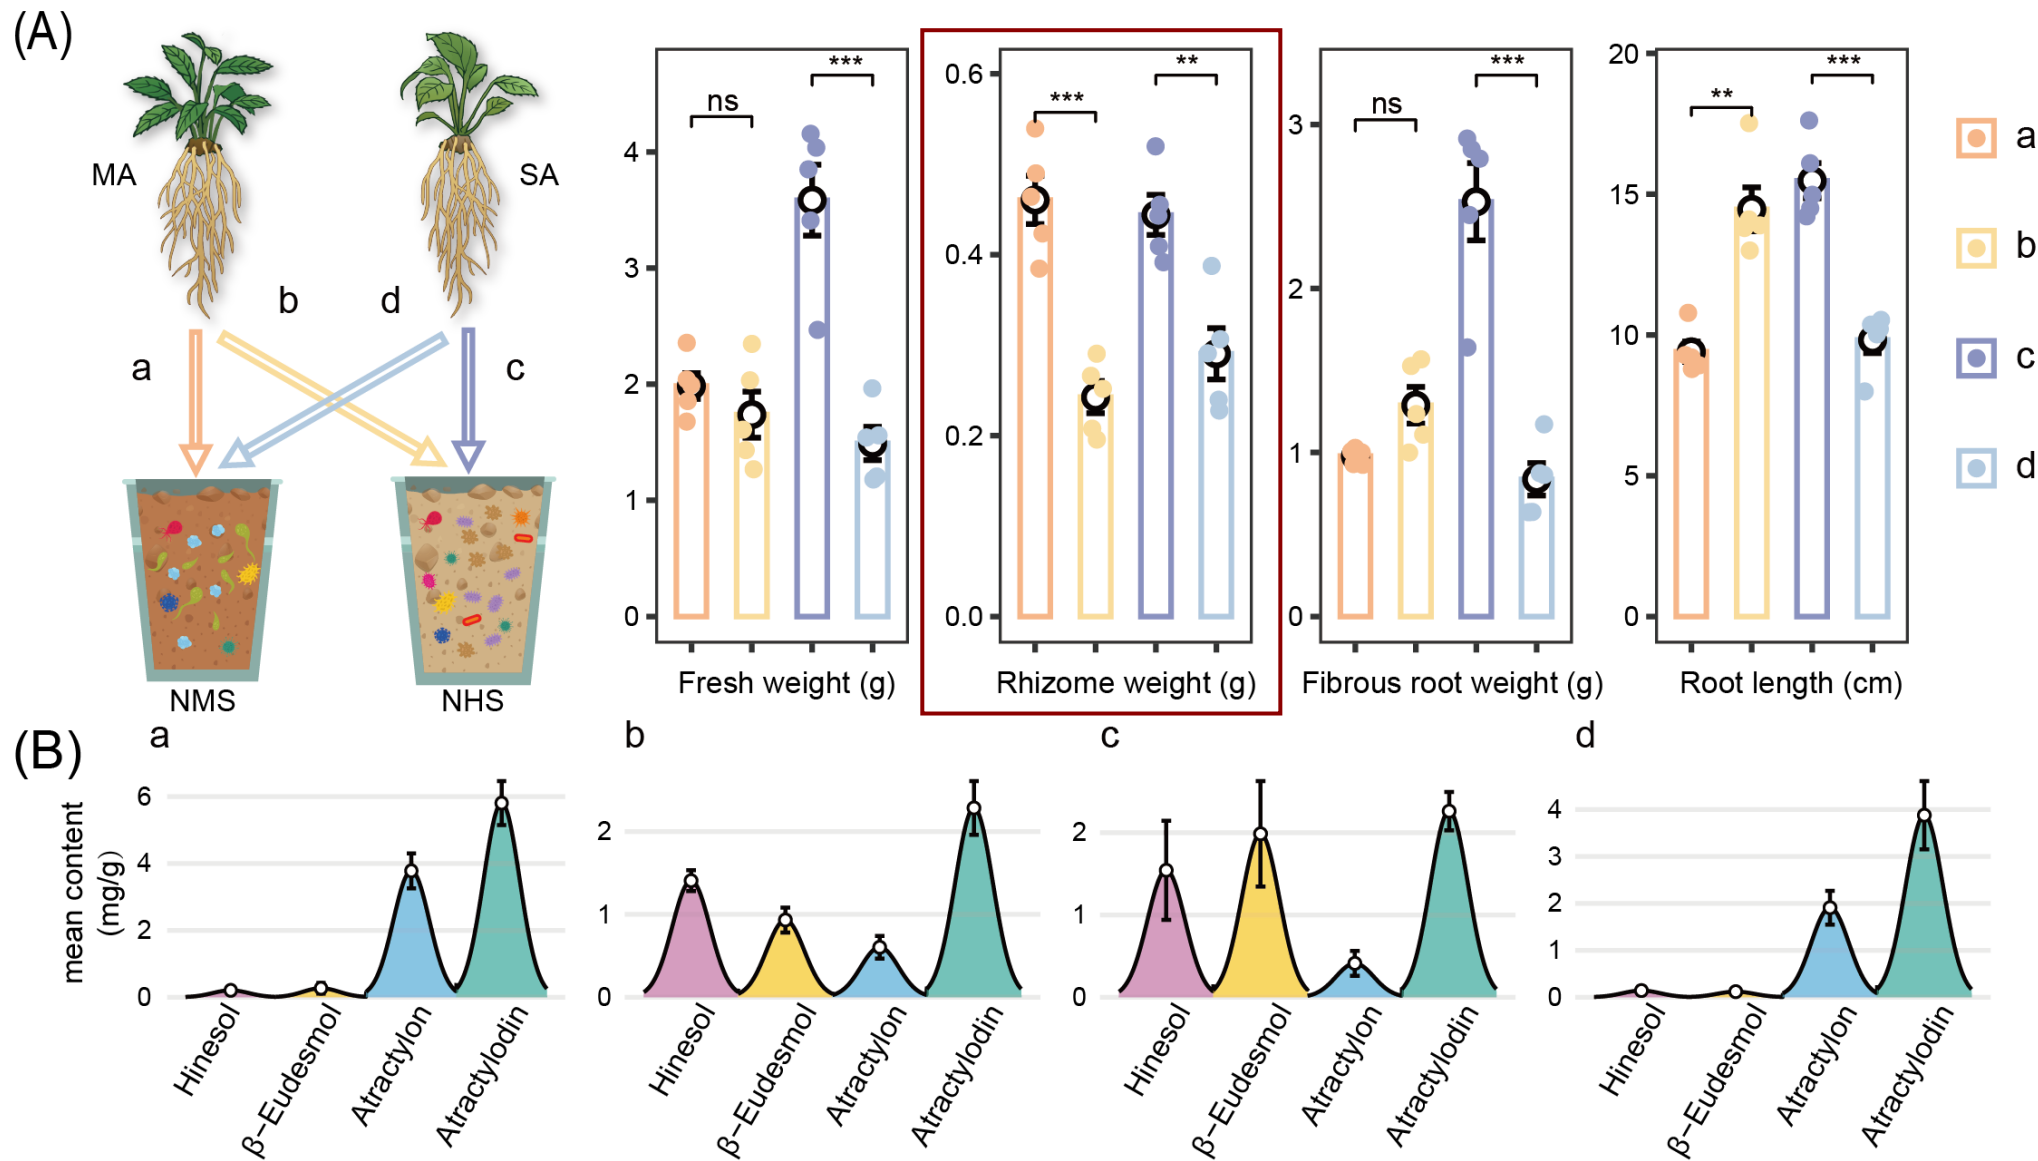 (A)
MA
SA
b
d
a
c
NMS
NHS
ns
***
4
3
2
1
0
Fresh weight (g)
***
**
0.6
0.4
0.2
0.0
Rhizome weight (g)
ns
***
3
2
1
0
Fibrous root weight (g)
**
***
20
15
10
5
0
Root length (cm)
a
b
c
d
(B)
mean content
(mg/g)
a
6
4
2
0
Hinesol
β−Eudesmol
Atractylon
Atractylodin
b
2
1
0
Hinesol
β−Eudesmol
Atractylon
Atractylodin
c
2
1
0
Hinesol
β−Eudesmol
Atractylon
Atractylodin
d
4
3
2
1
0
Hinesol
β−Eudesmol
Atractylon
Atractylodin